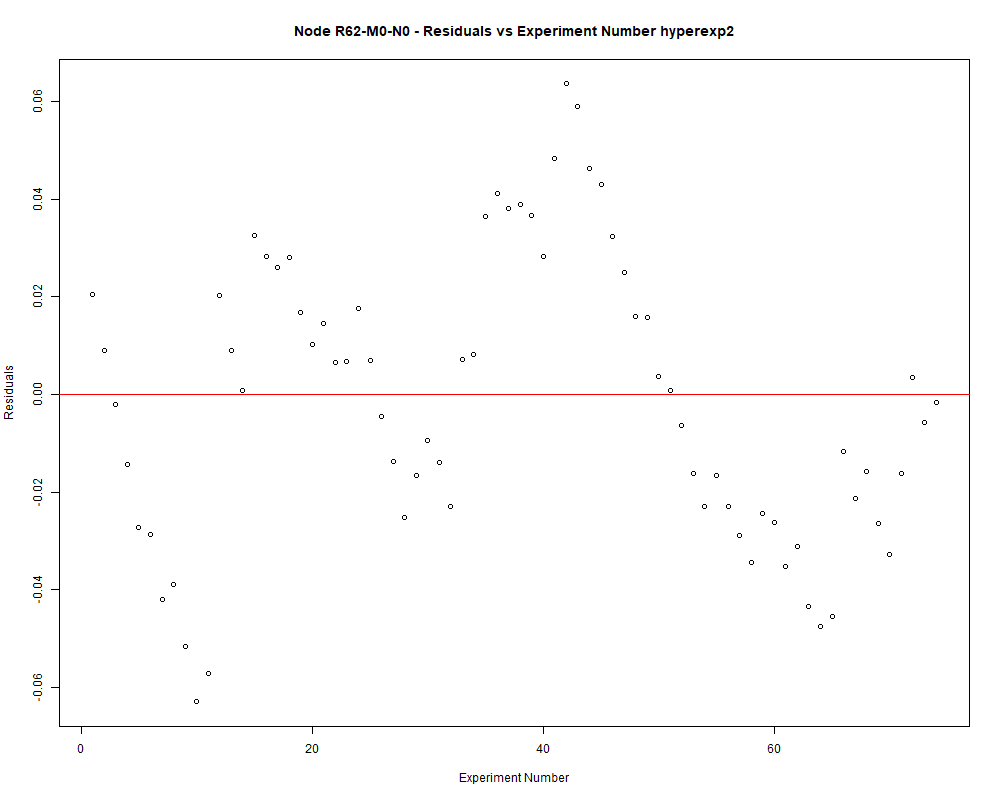 Node R62-M0-N0 - Residuals vs Experiment Number hyperexp2
0.06
0.04
0.02
0.00
-0.02
-0.04
-0.06
Residuals
0 20 40 60
Experiment Number